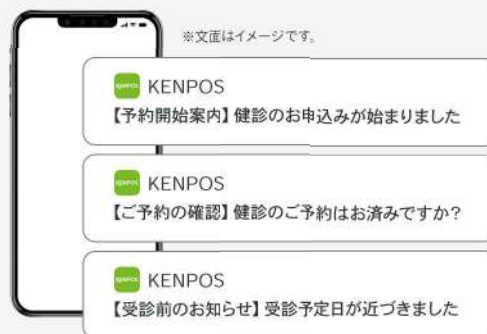 ※文面はイメージです。
KENPOS
【予約開始案内】健診のお申込みが始まりました
KENPOS
【ご予約の確認】健診のご予約はお済みですか？
KENPOS
【受診前のお知らせ】受診予定日が近づきました